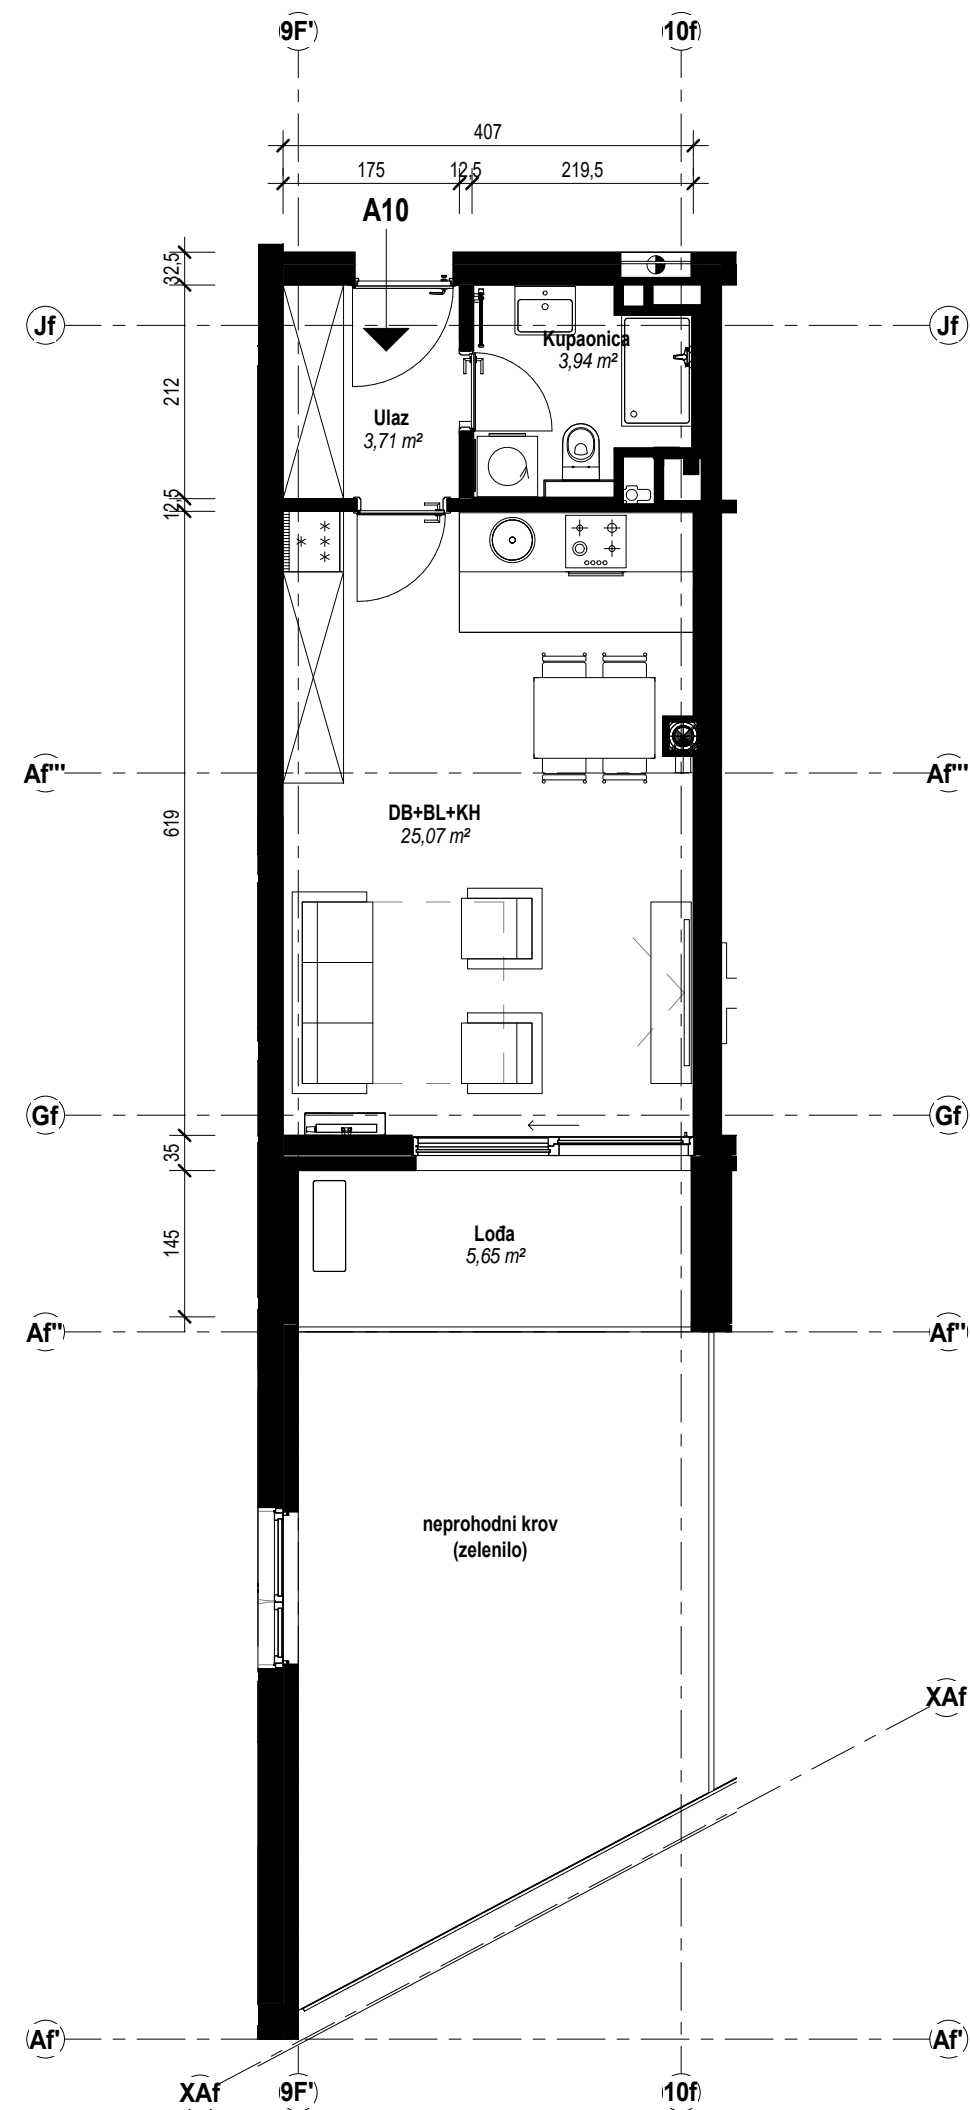 9F'
10f
407
175
12,5
219,5
A10
32,5
Jf
Jf
Kupaonica
3,94 m²
212
Ulaz
3,71 m²
12,5
Af'''
Af'''
619
DB+BL+KH
25,07 m²
Gf
Gf
35
145
Lođa
5,65 m²
Af''
Af''
neprohodni krov
(zelenilo)
XAf
Af'
Af'
XAf
9F'
10f